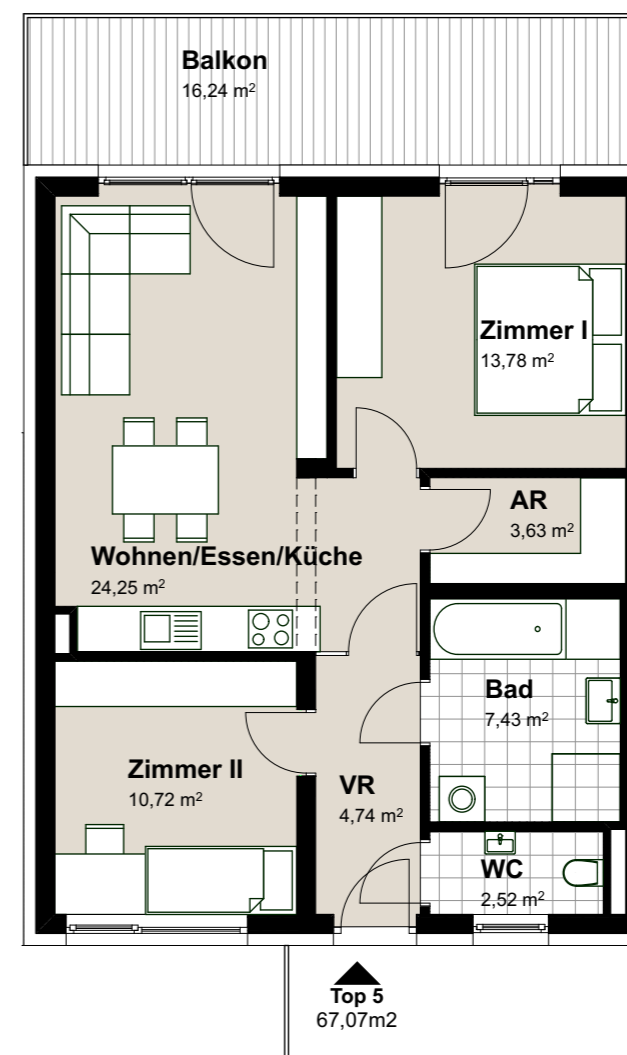 Balkon
16,24 m²
Zimmer I
13,78 m²
AR
3,63 m²
Wohnen/Essen/Küche
24,25 m²
Bad
7,43 m²
Zimmer II
10,72 m²
VR
4,74 m²
WC
2,52 m²
Top 5
67,07m2